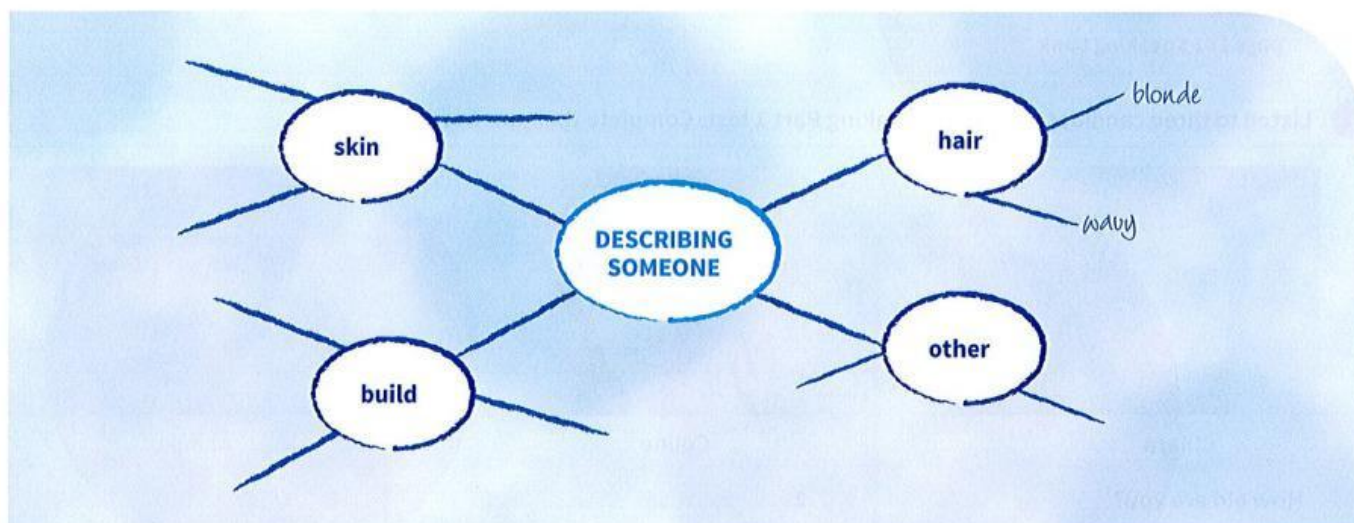 skin
hair
blonde
wavy
DESCRIBING
SOMEONE
build
other